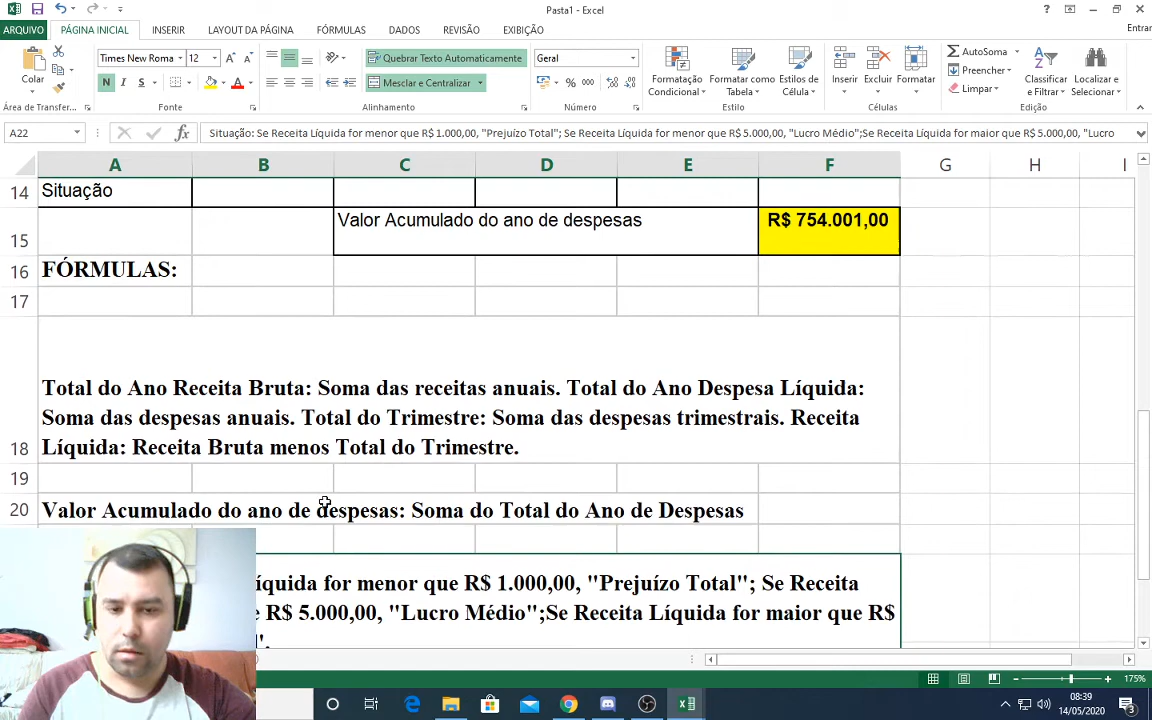 Pasta1 - Excel
Entrar
ARQUIVO PÁGINA INICIAL INSERIR LAYOUT DA PÁGINA FÓRMULAS DADOS REVISÃO EXIBIÇÃO
Times New Roma 12
Quebrar Texto Automaticamente
Geral
AutoSoma
Colar
N I S
Mesclar e Centralizar
% 000
Formatação Condicional
Formatar como Tabela
Estilos de Célula
Inserir Excluir Formatar
Preencher
Limpar
Classificar e Filtrar
Localizar e Selecionar
Área de Transfer...
Fonte
Alinhamento
Número
Estilo
Células
Edição
A22
Situação: Se Receita Líquida for menor que R$ 1.000,00, "Prejuízo Total"; Se Receita Líquida for menor que R$ 5.000,00, "Lucro Médio";Se Receita Líquida for maior que R$ 5.000,00, "Lucro
A B C D E F G H I
14 Situação
15 Valor Acumulado do ano de despesas R$ 754.001,00
16 FÓRMULAS:
17
Total do Ano Receita Bruta: Soma das receitas anuais. Total do Ano Despesa Líquida:
Soma das despesas anuais. Total do Trimestre: Soma das despesas trimestrais. Receita
18 Líquida: Receita Bruta menos Total do Trimestre.
19
20 Valor Acumulado do ano de despesas: Soma do Total do Ano de Despesas
íquida for menor que R$ 1.000,00, "Prejuízo Total"; Se Receita
e R$ 5.000,00, "Lucro Médio";Se Receita Líquida for maior que R$
175%
08:39
14/05/2020
3